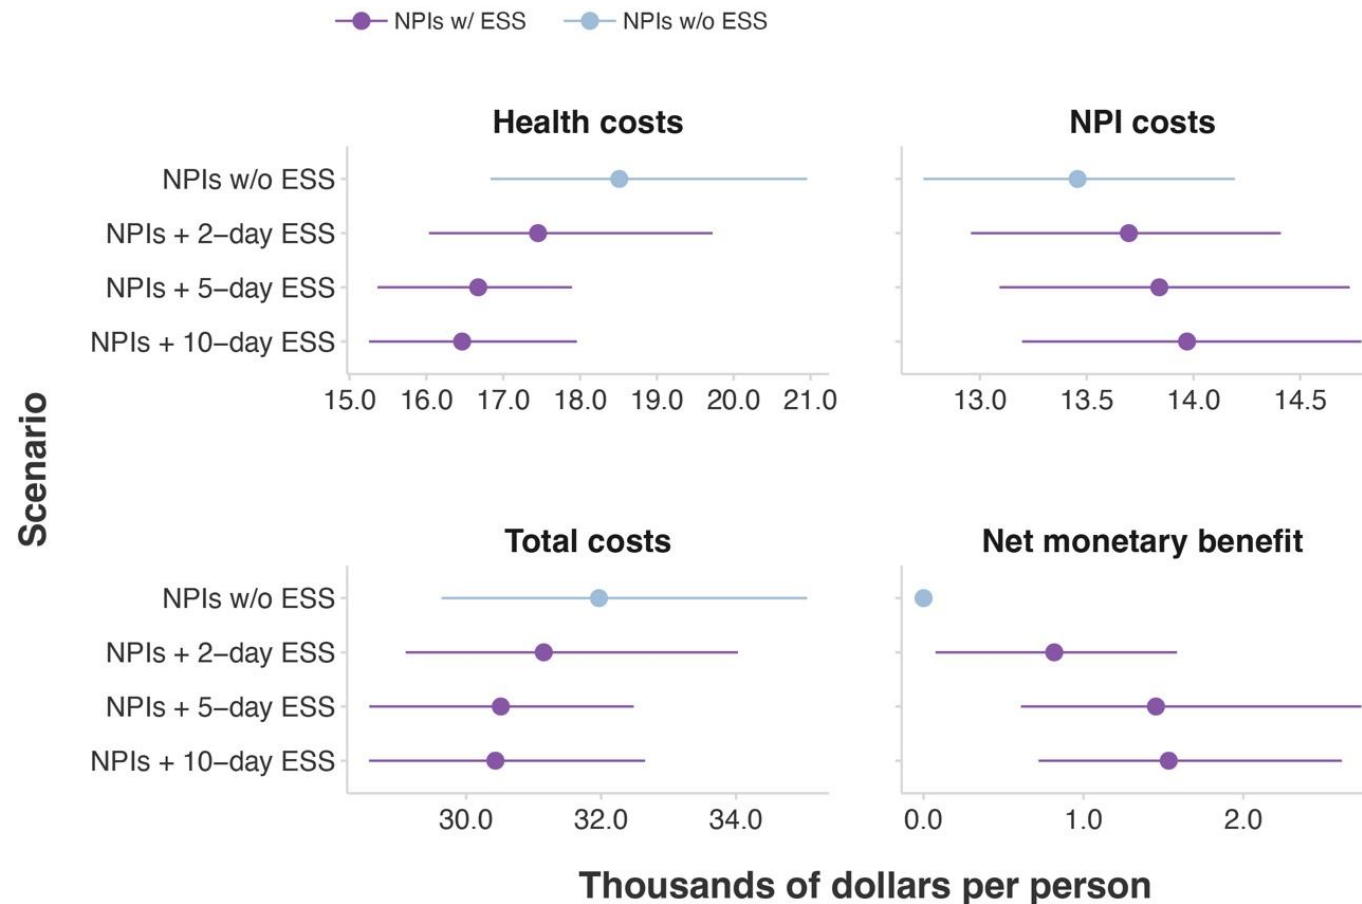 NPIs w/ ESS NPIs w/o ESS
Health costs
NPIs w/o ESS
NPIs + 2−day ESS
NPIs + 5−day ESS
NPIs + 10−day ESS
15.0 16.0 17.0 18.0 19.0 20.0 21.0
NPI costs
13.0 13.5 14.0 14.5
Scenario
Total costs
NPIs w/o ESS
NPIs + 2−day ESS
NPIs + 5−day ESS
NPIs + 10−day ESS
30.0 32.0 34.0
Net monetary benefit
0.0 1.0 2.0
Thousands of dollars per person